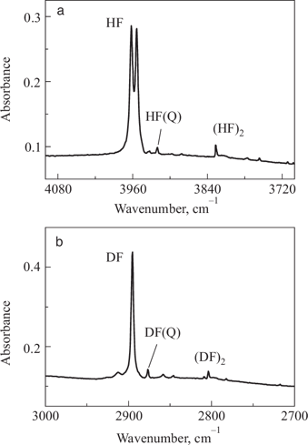 a
0.3
HF
Absorbance
0.2
HF(Q)
(HF)2
0.1
4080 3960 3840 3720
Wavenumber, cm–1
b
DF
0.4
Absorbance
DF(Q)
0.2
(DF)2
3000 2900 2800 2700
Wavenumber, cm–1